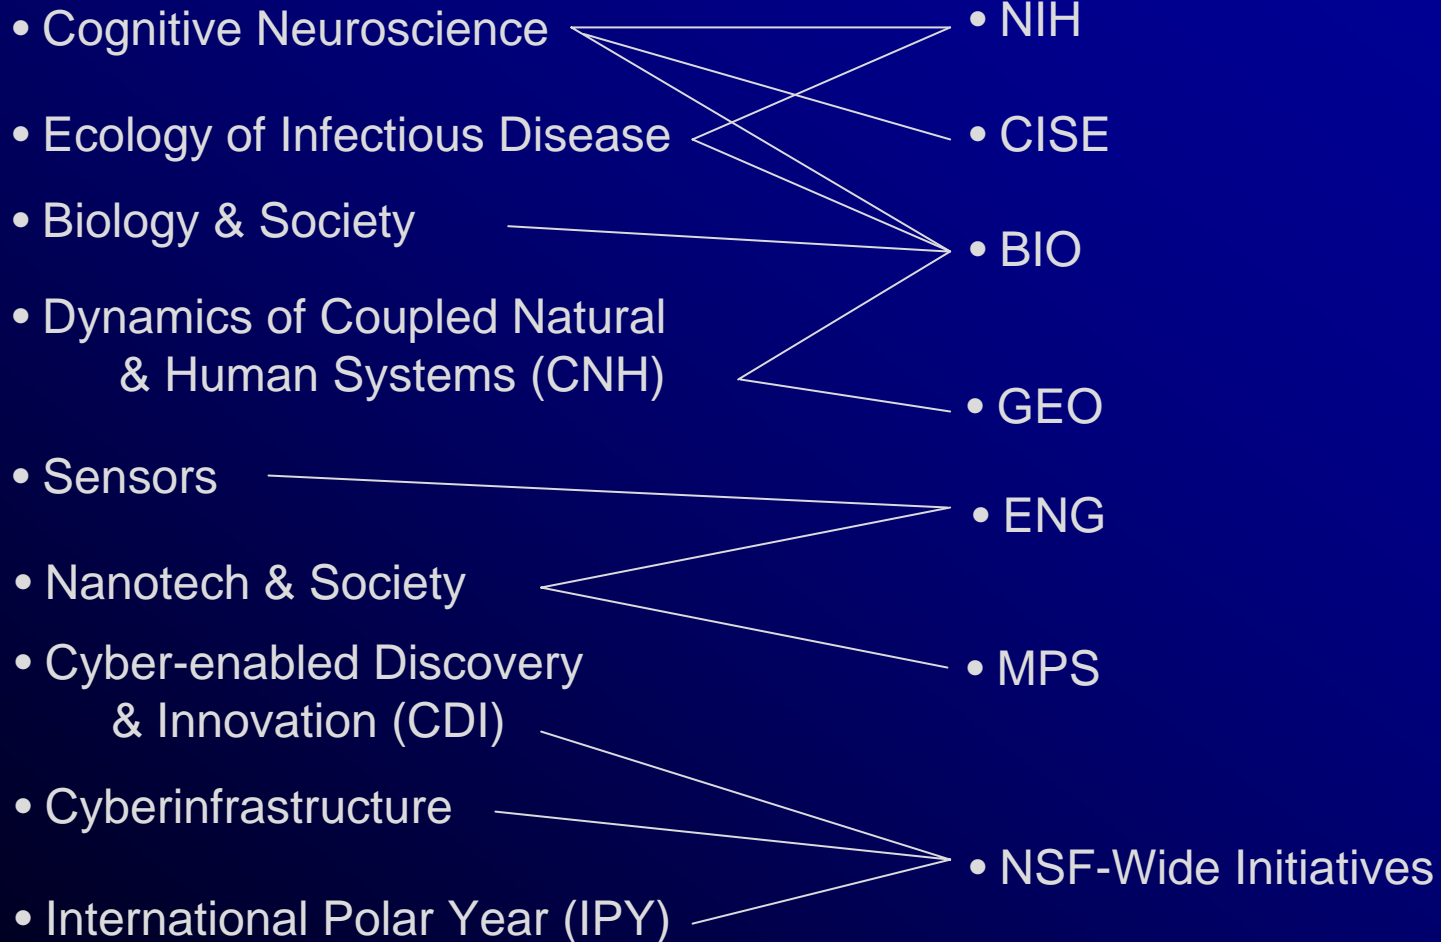 • Cognitive Neuroscience
• Ecology of Infectious Disease
• Biology & Society
• Dynamics of Coupled Natural
& Human Systems (CNH)
• Sensors
• Nanotech & Society
• Cyber-enabled Discovery
& Innovation (CDI)
• Cyberinfrastructure
• International Polar Year (IPY)
• NIH
• CISE
• BIO
• GEO
• ENG
• MPS
• NSF-Wide Initiatives